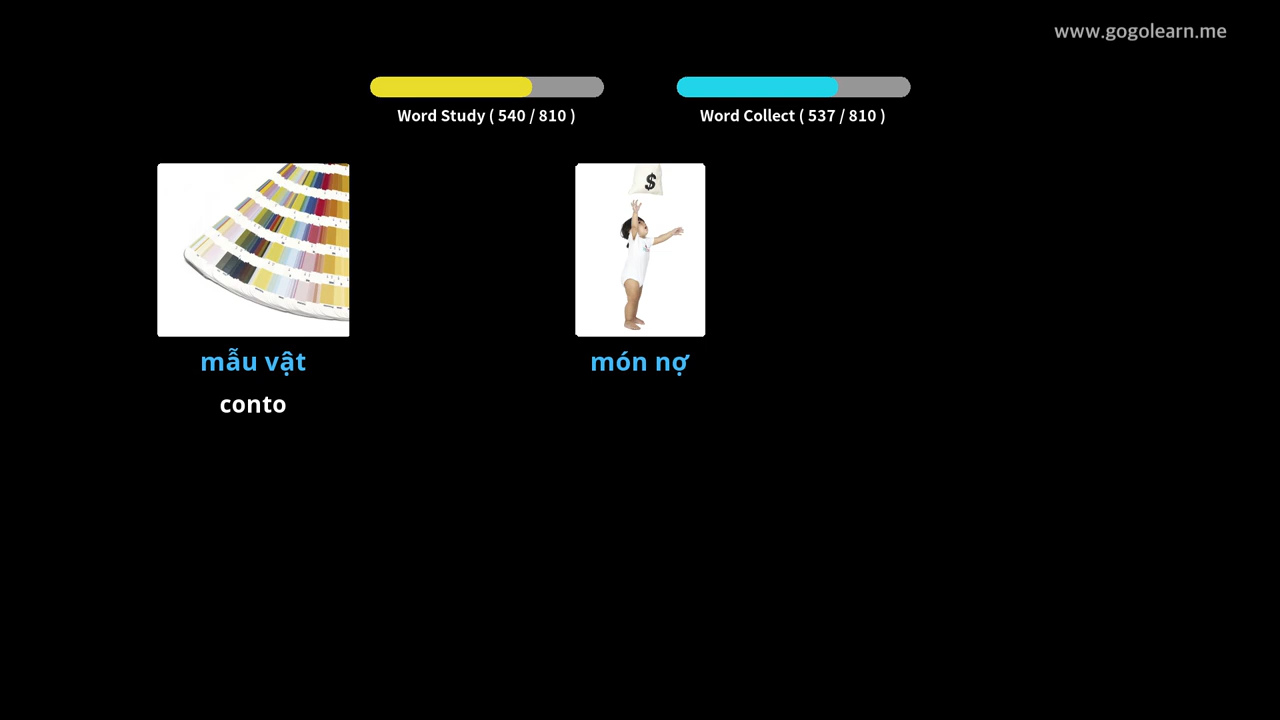 www.gogolearn.me
Word Study ( 540 / 810 )
Word Collect ( 537 / 810 )
$
mẫu vật
món nợ
conto